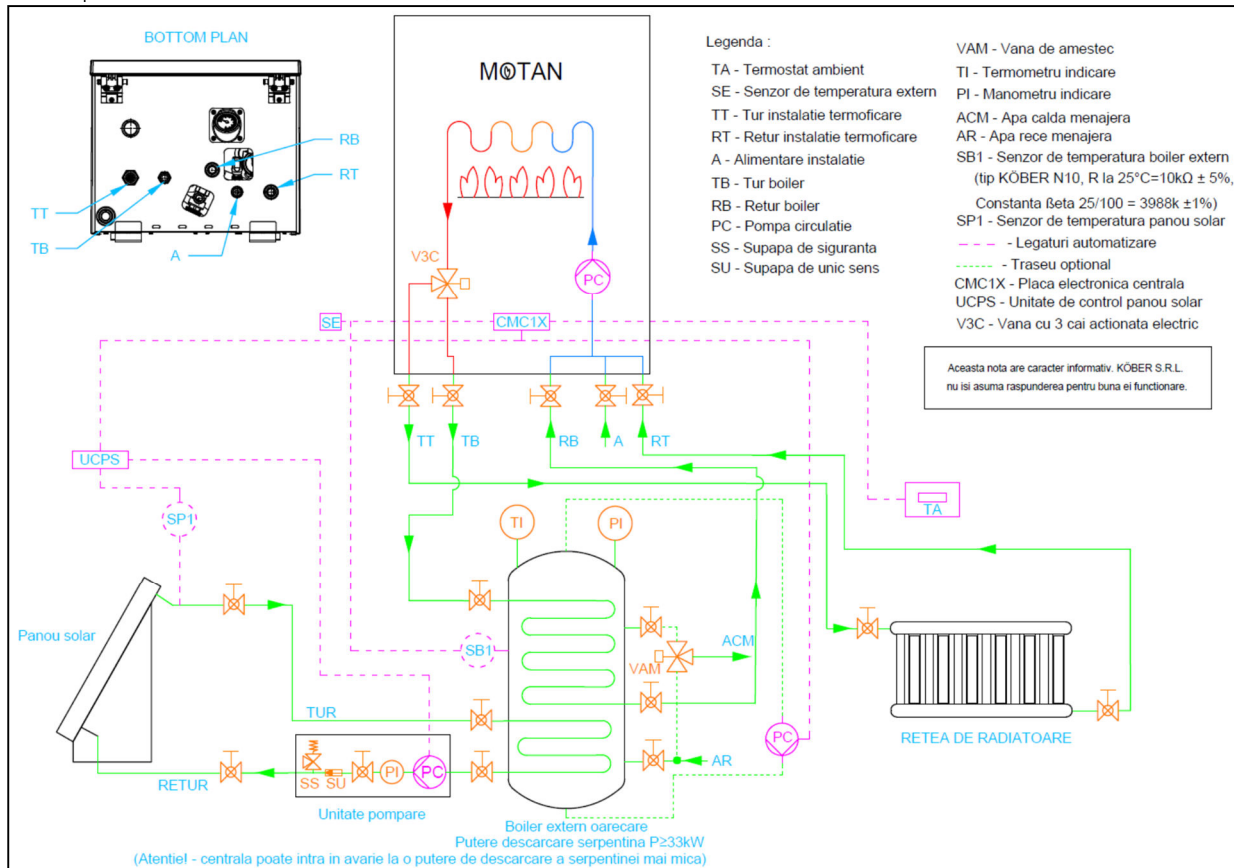 BOTTOM PLAN
RB
RT
TT
TB
A
MOTAN
V3C
PC
SE
CMC1X
TT
TB
RB
A
RT
Legenda :
TA - Termostat ambient
SE - Senzor de temperatura extern
TT - Tur instalatie termoficare
RT - Retur instalatie termoficare
A - Alimentare instalatie
TB - Tur boiler
RB - Retur boiler
PC - Pompa circulatie
SS - Supapa de siguranta
SU - Supapa de unic sens
VAM - Vana de amestec
TI - Termometru indicare
PI - Manometru indicare
ACM - Apa calda menajera
AR - Apa rece menajera
SB1 - Senzor de temperatura boiler extern
(tip KÖBER N10, R la 25°C=10kΩ ± 5%,
Constanta ßeta 25/100 = 3988k ±1%)
SP1 - Senzor de temperatura panou solar
- Legaturi automatizare
- Traseu optional
CMC1X - Placa electronica centrala
UCPS - Unitate de control panou solar
V3C - Vana cu 3 cai actionata electric
Aceasta nota are caracter informativ. KÖBER S.R.L.
nu isi asuma raspunderea pentru buna ei functionare.
UCPS
SP1
TA
TI
PI
Panou solar
SB1
VAM
ACM
TUR
RETUR
SS
SU
PI
PC
Unitate pompare
AR
PC
RETEA DE RADIATOARE
Boiler extern oarecare
Putere descarcare serpentina P≥33kW
(Atentie! - centrala poate intra in avarie la o putere de descarcare a serpentinei mai mica)